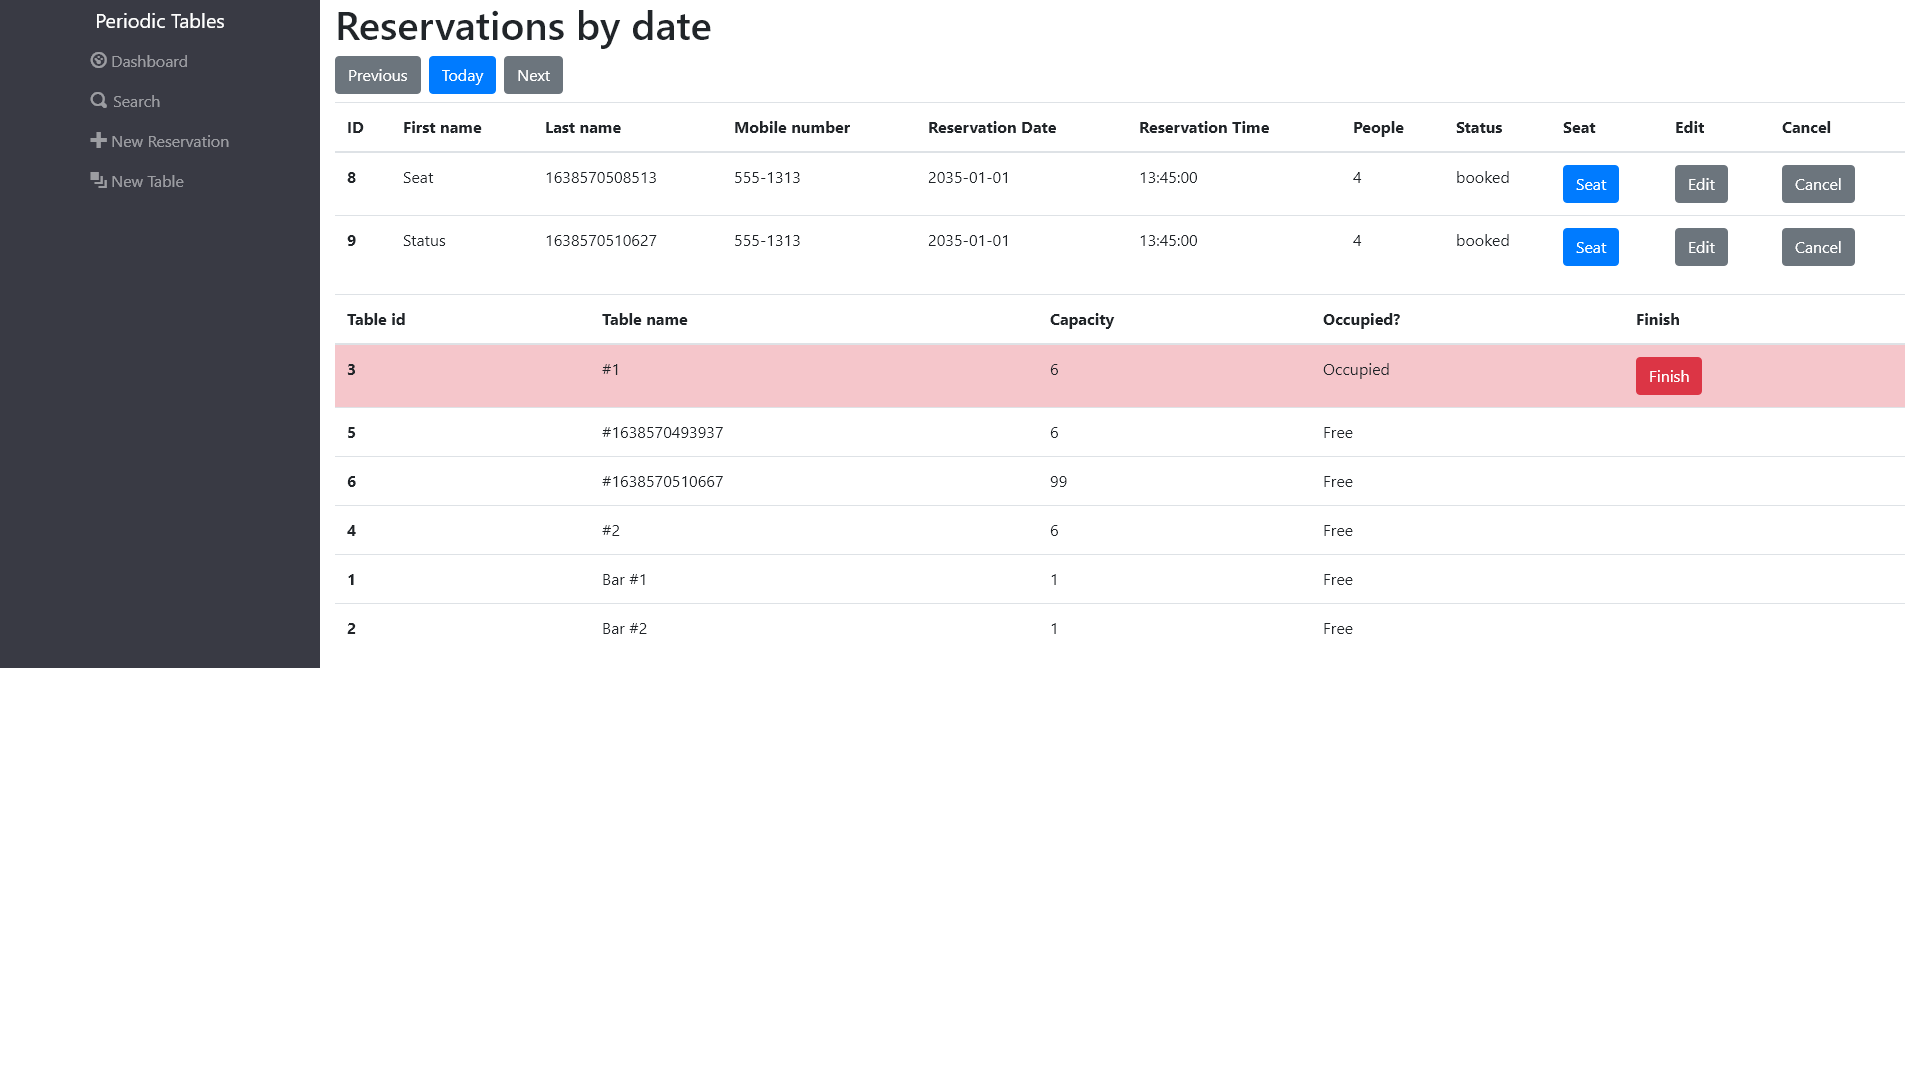 Periodic Tables
Dashboard
Search
New Reservation
New Table
Reservations by date
Previous Today Next
ID First name Last name Mobile number Reservation Date Reservation Time People Status Seat Edit Cancel
8 Seat 1638570508513 555-1313 2035-01-01 13:45:00 4 booked Seat Edit Cancel
9 Status 1638570510627 555-1313 2035-01-01 13:45:00 4 booked Seat Edit Cancel
Table id Table name Capacity Occupied? Finish
3 #1 6 Occupied Finish
5 #1638570493937 6 Free
6 #1638570510667 99 Free
4 #2 6 Free
1 Bar #1 1 Free
2 Bar #2 1 Free